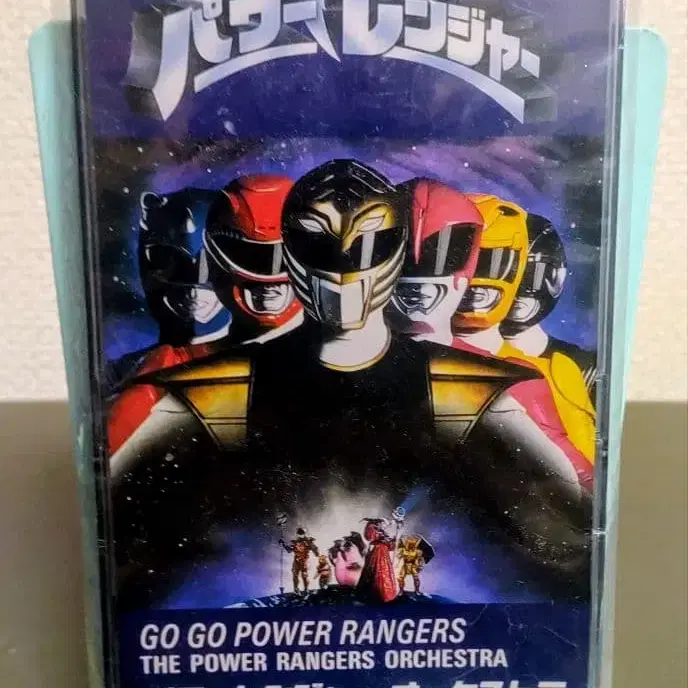 パワーレンジャー
GO GO POWER RANGERS
THE POWER RANGERS ORCHESTRA